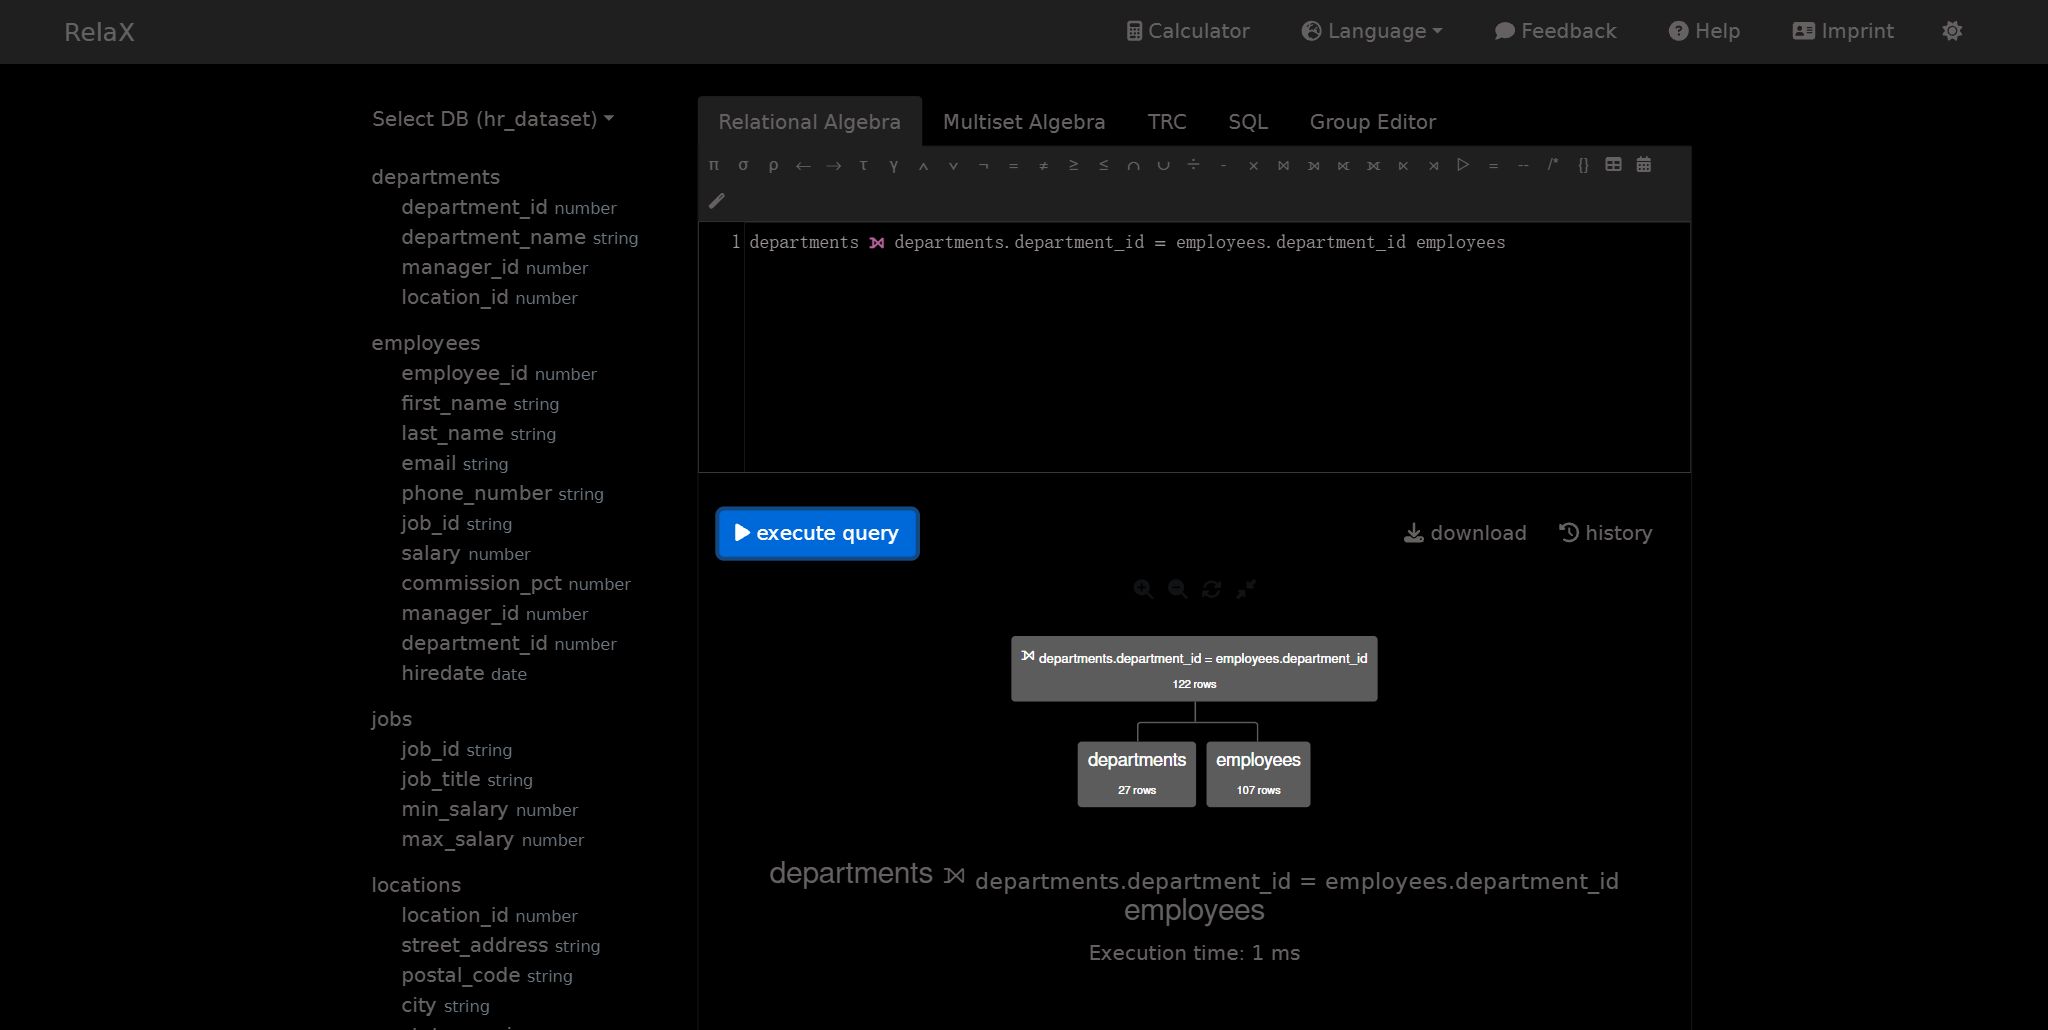 RelaX
Calculator
Language
Feedback
Help
Imprint
Select DB (hr_dataset)
departments
department_id number
department_name string
manager_id number
location_id number
employees
employee_id number
first_name string
last_name string
email string
phone_number string
job_id string
salary number
commission_pct number
manager_id number
department_id number
hiredate date
jobs
job_id string
job_title string
min_salary number
max_salary number
locations
location_id number
street_address string
postal_code string
city string
Relational Algebra
Multiset Algebra
TRC
SQL
Group Editor
π σ ρ ← → τ γ ∧ ∨ ¬ = ≠ ≥ ≤ ∩ ∪ ÷ - × ⋈ ⟕ ⟖ ⟗ ⋉ ⋊ ▷ = -- /* {}
1 departments ⟕ departments.department_id = employees.department_id employees
execute query
download
history
⟕ departments.department_id = employees.department_id
122 rows
departments
27 rows
employees
107 rows
departments ⟕ departments.department_id = employees.department_id
employees
Execution time: 1 ms